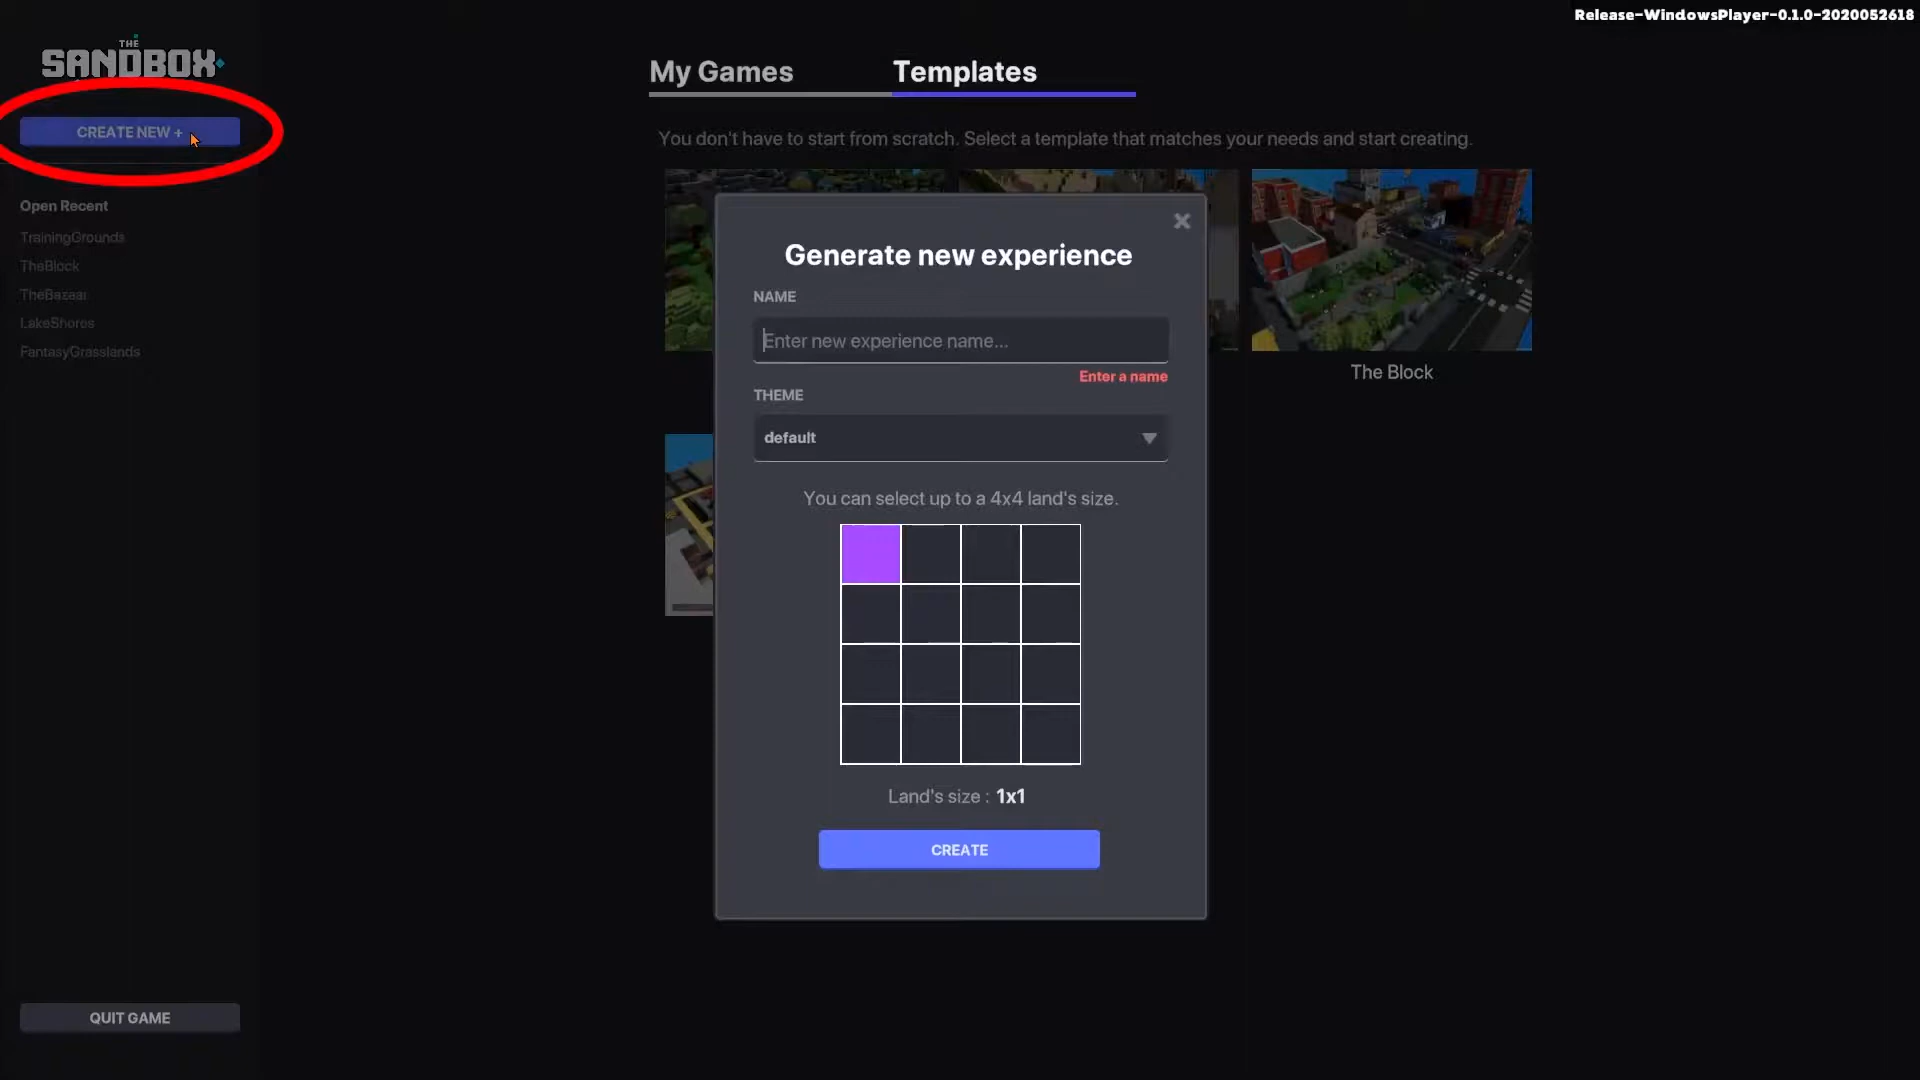 Release-WindowsPlayer-0.1.0-2020052618
THE
SANDBOX
CREATE NEW +
Open Recent
TrainingGrounds
TheBlock
TheBazaar
LakeShores
FantasyGrasslands
QUIT GAME
My Games
Templates
You don't have to start from scratch. Select a template that matches your needs and start creating.
The Block
Generate new experience
NAME
Enter new experience name...
Enter a name
THEME
default
You can select up to a 4x4 land's size.
Land's size : 1x1
CREATE